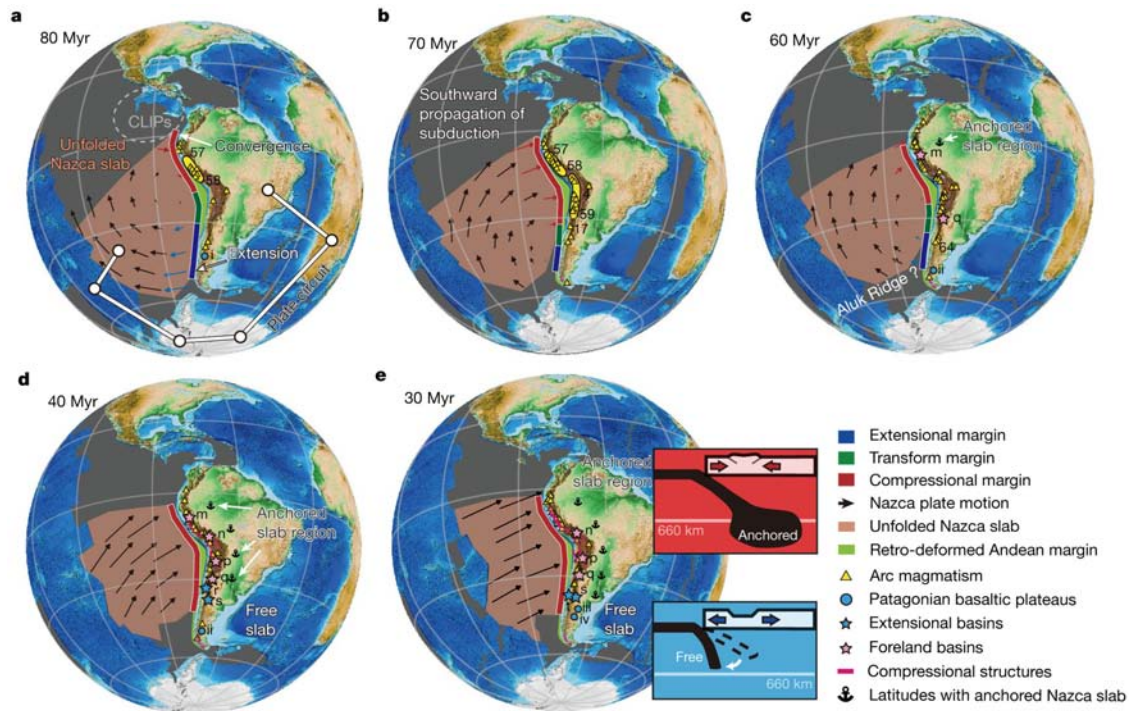 a
80 Myr
CLIPs
Unfolded
Nazca slab
57
Convergence
58
i
Extension
Plate circuit
b
70 Myr
Southward
propagation of
subduction
57
58
59
17
c
60 Myr
Anchored
slab region
m
q
64
ii
Aluk Ridge ?
d
40 Myr
m
Anchored
slab region
n
p
q
r
s
Free
slab
ii
e
30 Myr
Anchored
slab region
n
p
q
s
iii
iv
Free
slab
660 km
Anchored
Free
660 km
Extensional margin
Transform margin
Compressional margin
Nazca plate motion
Unfolded Nazca slab
Retro-deformed Andean margin
Arc magmatism
Patagonian basaltic plateaus
Extensional basins
Foreland basins
Compressional structures
Latitudes with anchored Nazca slab